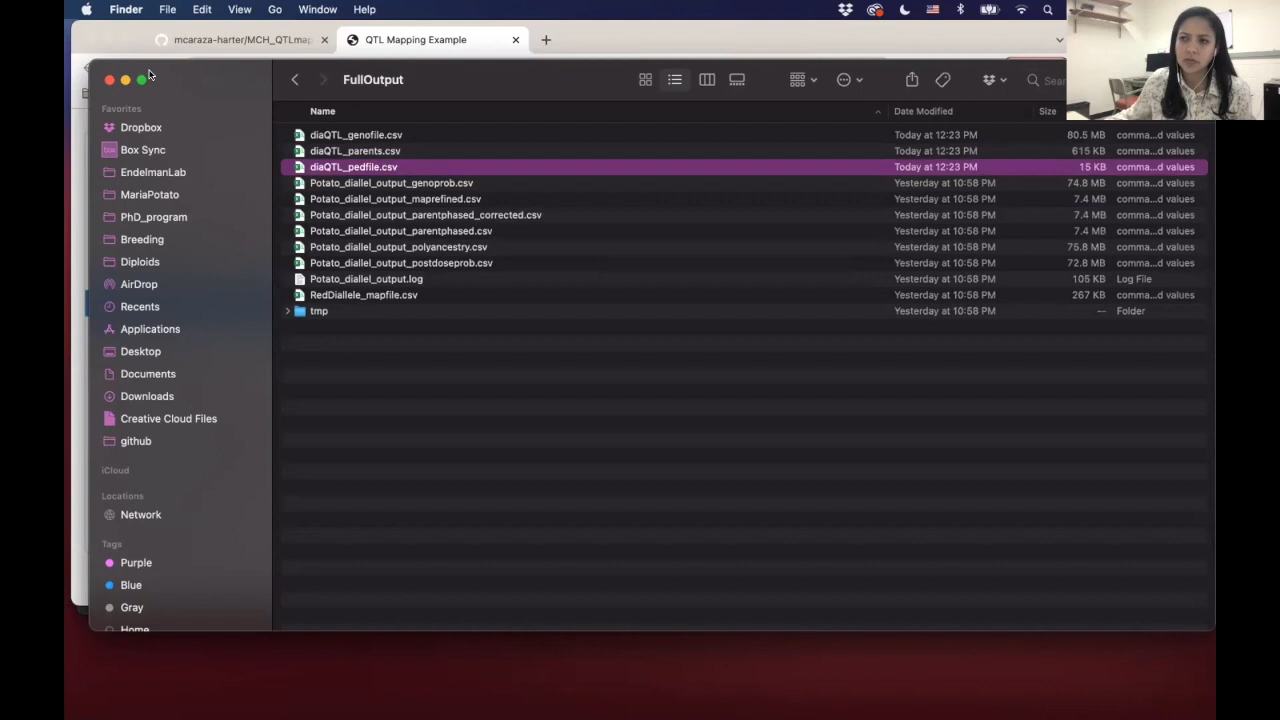 Finder File Edit View Go Window Help
mcaraza-harter/MCH_QTLmap
QTL Mapping Example
FullOutput
Sear
Favorites
Dropbox
Box Sync
EndelmanLab
MariaPotato
PhD_program
Breeding
Diploids
AirDrop
Recents
Applications
Desktop
Documents
Downloads
Creative Cloud Files
github
iCloud
Locations
Network
Tags
Purple
Blue
Gray
Home
Name Date Modified Size
diaQTL_genofile.csv Today at 12:23 PM 80.5 MB comma...d values
diaQTL_parents.csv Today at 12:23 PM 615 KB comma...d values
diaQTL_pedfile.csv Today at 12:23 PM 15 KB comma...d values
Potato_diallel_output_genoprob.csv Yesterday at 10:58 PM 74.8 MB comma...d values
Potato_diallel_output_maprefined.csv Yesterday at 10:58 PM 7.4 MB comma...d values
Potato_diallel_output_parentphased_corrected.csv Yesterday at 10:58 PM 7.4 MB comma...d values
Potato_diallel_output_parentphased.csv Yesterday at 10:58 PM 7.4 MB comma...d values
Potato_diallel_output_polyancestry.csv Yesterday at 10:58 PM 75.8 MB comma...d values
Potato_diallel_output_postdoseprob.csv Yesterday at 10:58 PM 72.8 MB comma...d values
Potato_diallel_output.log Yesterday at 10:58 PM 105 KB Log File
RedDiallele_mapfile.csv Yesterday at 10:58 PM 267 KB comma...d values
tmp Yesterday at 10:58 PM -- Folder